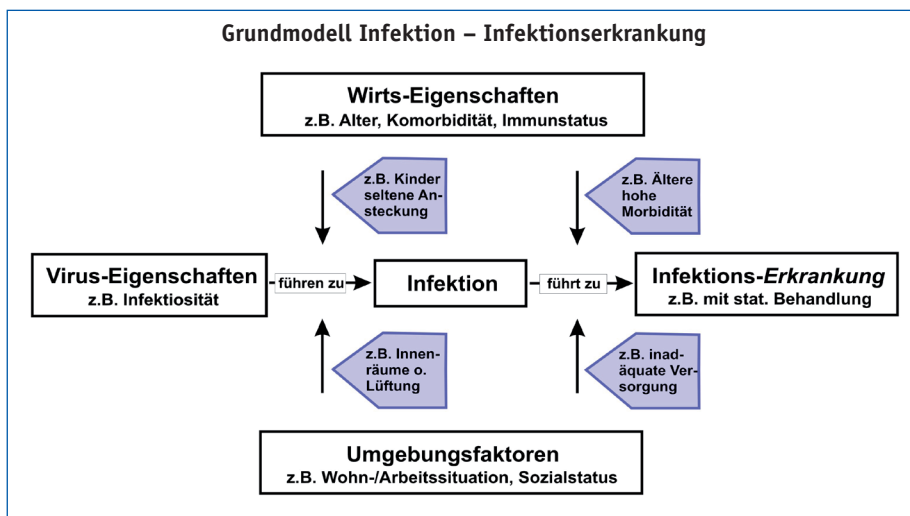 Grundmodell Infektion – Infektionserkrankung
Wirts-Eigenschaften
z.B. Alter, Komorbidität, Immunstatus
z.B. Kinder
seltene An-
steckung
z.B. Ältere
hohe
Morbidität
Virus-Eigenschaften
z.B. Infektiosität
führen zu
Infektion
führt zu
Infektions-Erkrankung
z.B. mit stat. Behandlung
z.B. Innen-
räume o.
Lüftung
z.B. inad-
äquate Ver-
sorgung
Umgebungsfaktoren
z.B. Wohn-/Arbeitssituation, Sozialstatus